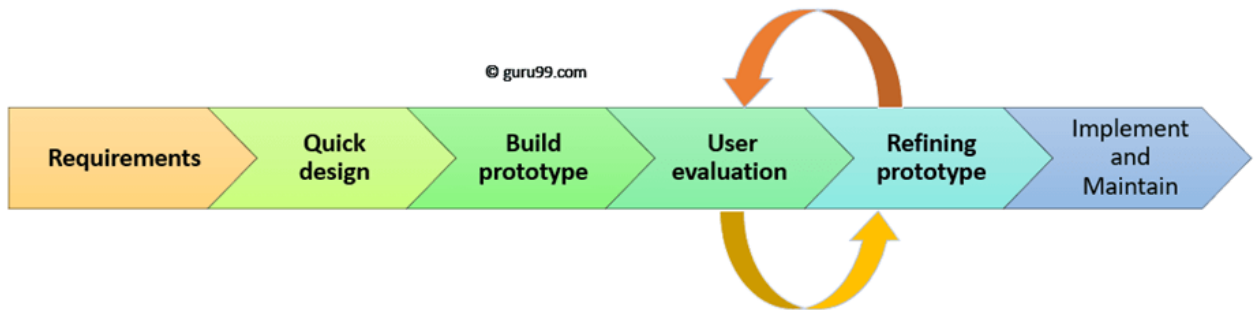 © guru99.com
Requirements
Quick
design
Build
prototype
User
evaluation
Refining
prototype
Implement
and
Maintain